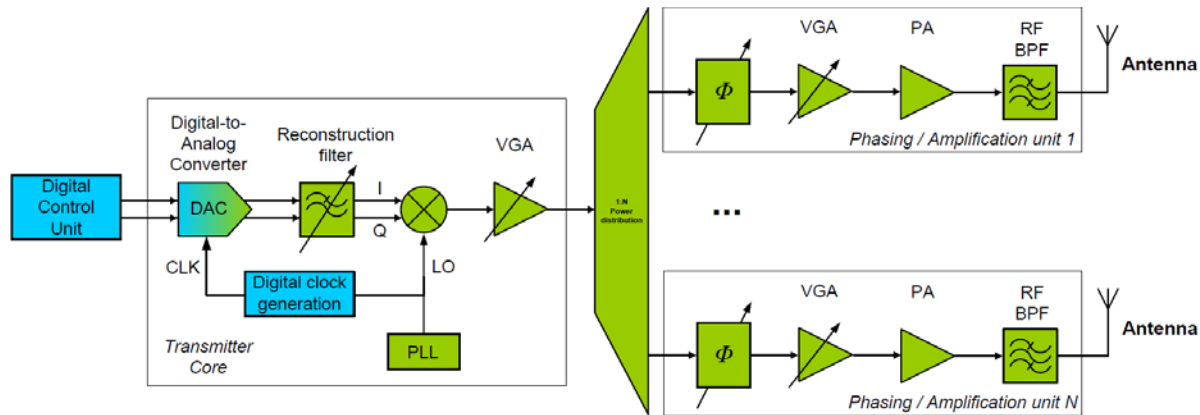 Digital
Control
Unit
Digital-to-
Analog
Converter
DAC
CLK
Reconstruction
filter
I
Q
LO
VGA
Digital clock
generation
PLL
Transmitter
Core
1:N
Power
distribution
Φ
VGA
PA
RF
BPF
Antenna
Phasing / Amplification unit 1
...
Φ
VGA
PA
RF
BPF
Antenna
Phasing / Amplification unit N